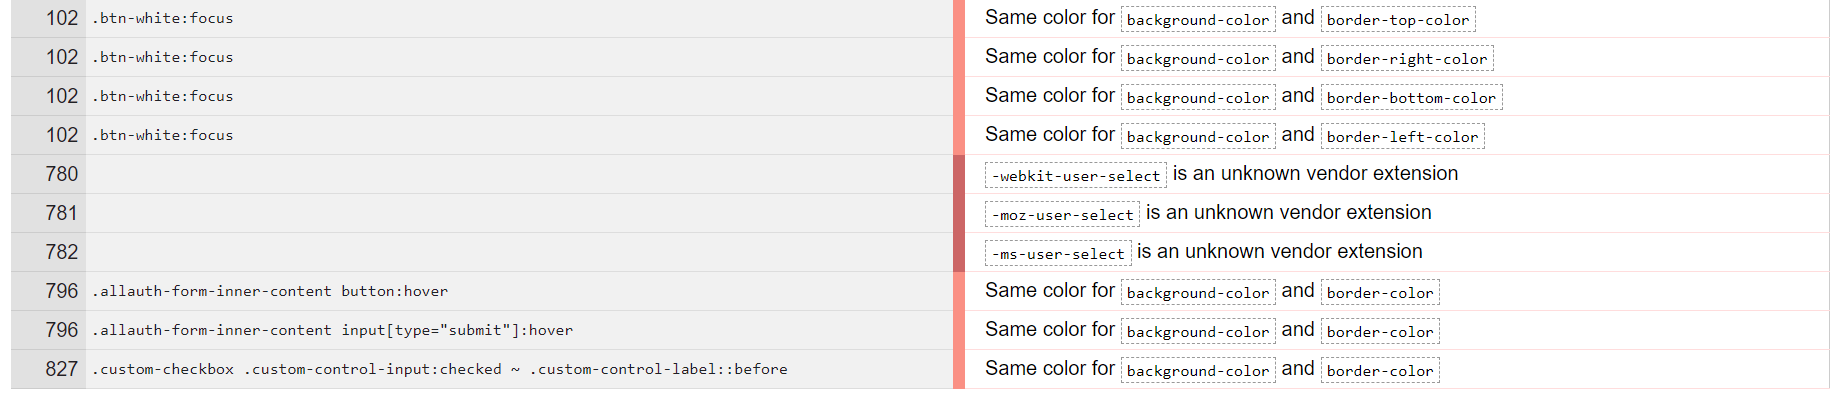 102 .btn-white:focus Same color for background-color and border-top-color
102 .btn-white:focus Same color for background-color and border-right-color
102 .btn-white:focus Same color for background-color and border-bottom-color
102 .btn-white:focus Same color for background-color and border-left-color
780 -webkit-user-select is an unknown vendor extension
781 -moz-user-select is an unknown vendor extension
782 -ms-user-select is an unknown vendor extension
796 .allauth-form-inner-content button:hover Same color for background-color and border-color
796 .allauth-form-inner-content input[type="submit"]:hover Same color for background-color and border-color
827 .custom-checkbox .custom-control-input:checked ~ .custom-control-label::before Same color for background-color and border-color